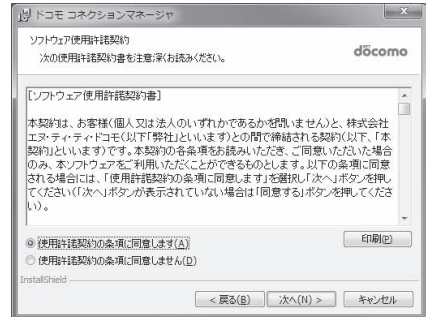 ドコモ コネクションマネージャ
ソフトウェア使用許諾契約
次の使用許諾契約書を注意深くお読みください。
döcomo
[ソフトウェア使用許諾契約書]
本契約は、お客様(個人又は法人のいずれかであるかを問いません)と、株式会社
エヌ・ティ・ティ・ドコモ(以下「弊社」といいます)との間で締結される契約(以下、「本
契約」といいます)です。本契約の各条項をお読みいただき、ご同意いただいた場合
のみ、本ソフトウェアをご利用いただくことができるものとします。以下の条項に同意
される場合には、「使用許諾契約の条項に同意します」を選択し「次へ」ボタンを押し
てください(「次へ」ボタンが表示されていない場合は「同意する」ボタンを押してくださ
い)。
使用許諾契約の条項に同意します(A)
印刷(P)
使用許諾契約の条項に同意しません(D)
InstallShield
< 戻る(B)
次へ(N) >
キャンセル